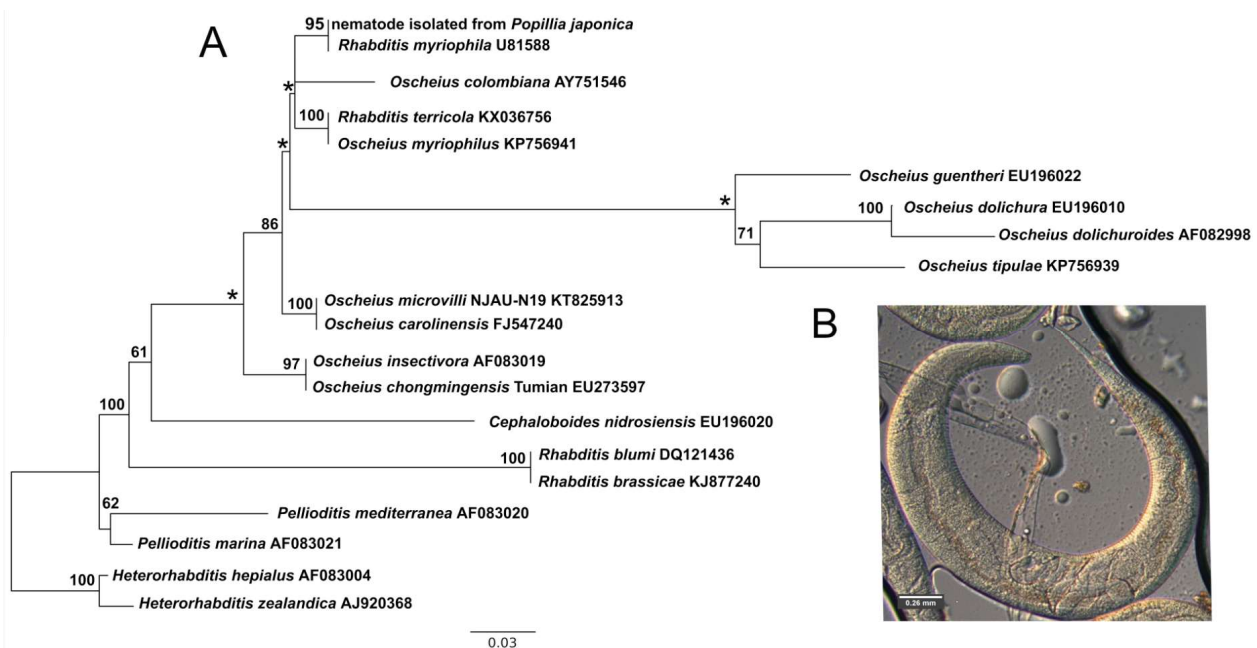 A
95 nematode isolated from Popillia japonica
Rhabditis myriophila U81588
*
Oscheius colombiana AY751546
100 Rhabditis terricola KX036756
*
Oscheius myriophilus KP756941
Oscheius guentheri EU196022
*
100 Oscheius dolichura EU196010
86
71
Oscheius dolichuroides AF082998
Oscheius tipulae KP756939
*
100 Oscheius microvilli NJAU-N19 KT825913
Oscheius carolinensis FJ547240
B
61
97 Oscheius insectivora AF083019
Oscheius chongmingensis Tumian EU273597
100
Cephaloboides nidrosiensis EU196020
100 Rhabditis blumi DQ121436
Rhabditis brassicae KJ877240
62
Pellioditis mediterranea AF083020
Pellioditis marina AF083021
100 Heterorhabditis hepialus AF083004
Heterorhabditis zealandica AJ920368
0.26 mm
0.03